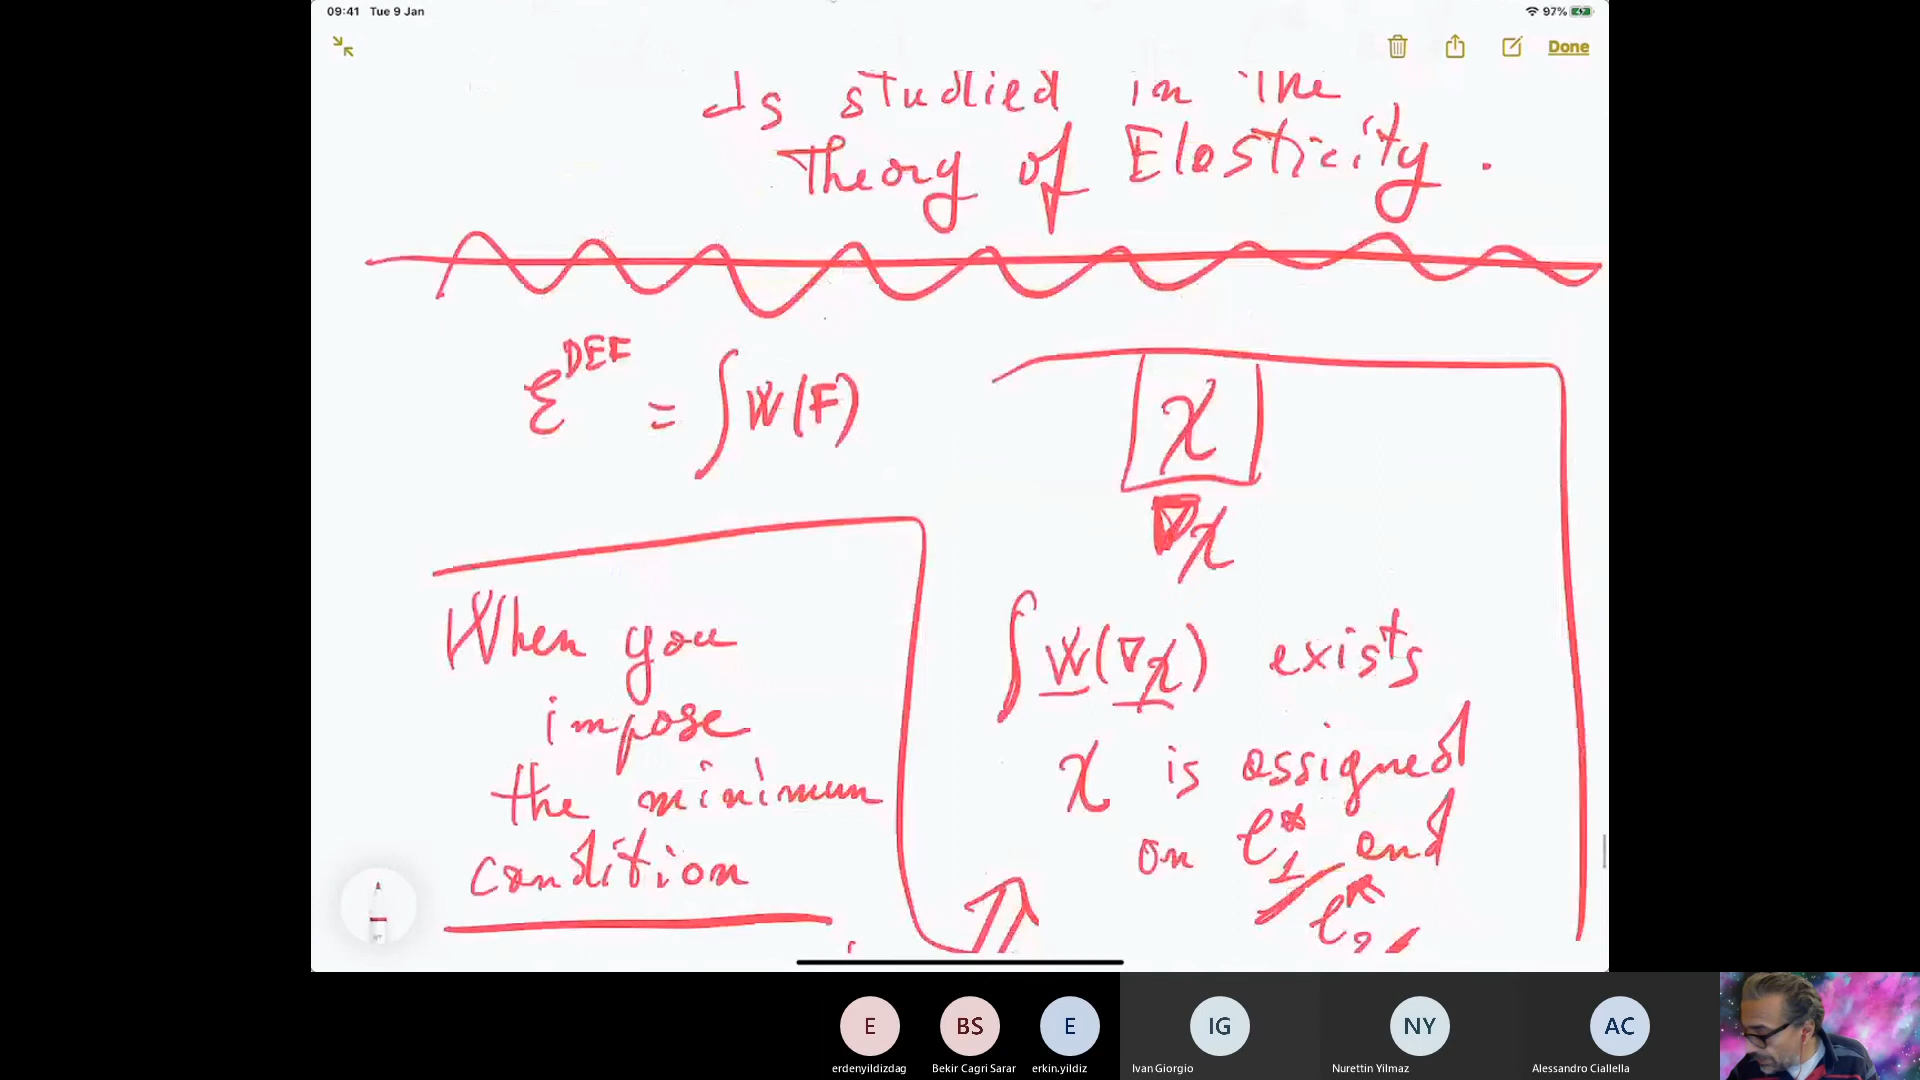 09:41 Tue 9 Jan
97%
Done
Is studied in the
Theory of Elasticity .
ℰ^DEF = ∫ W(F)
χ
∇χ
When you
impose
the minimum
condition
∫ W(∇χ) exists
χ is assigned
on ℓ₁* and
ℓ₂*
E
BS
E
IG
NY
AC
erdenyildizdag
Bekir Cagri Sarar
erkin.yildiz
Ivan Giorgio
Nurettin Yilmaz
Alessandro Ciallella